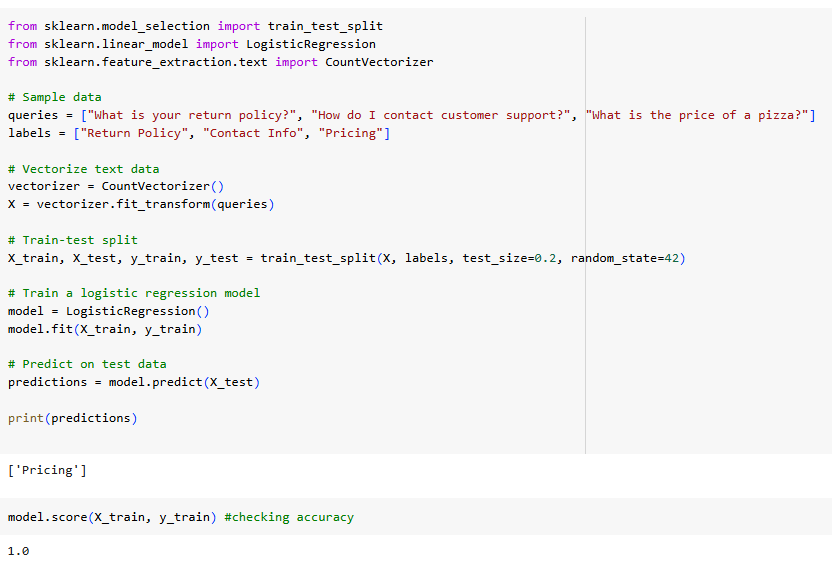 from sklearn.model_selection import train_test_split
from sklearn.linear_model import LogisticRegression
from sklearn.feature_extraction.text import CountVectorizer
# Sample data
queries = ["What is your return policy?", "How do I contact customer support?", "What is the price of a pizza?"]
labels = ["Return Policy", "Contact Info", "Pricing"]
# Vectorize text data
vectorizer = CountVectorizer()
X = vectorizer.fit_transform(queries)
# Train-test split
X_train, X_test, y_train, y_test = train_test_split(X, labels, test_size=0.2, random_state=42)
# Train a logistic regression model
model = LogisticRegression()
model.fit(X_train, y_train)
# Predict on test data
predictions = model.predict(X_test)
print(predictions)
['Pricing']
model.score(X_train, y_train) #checking accuracy
1.0